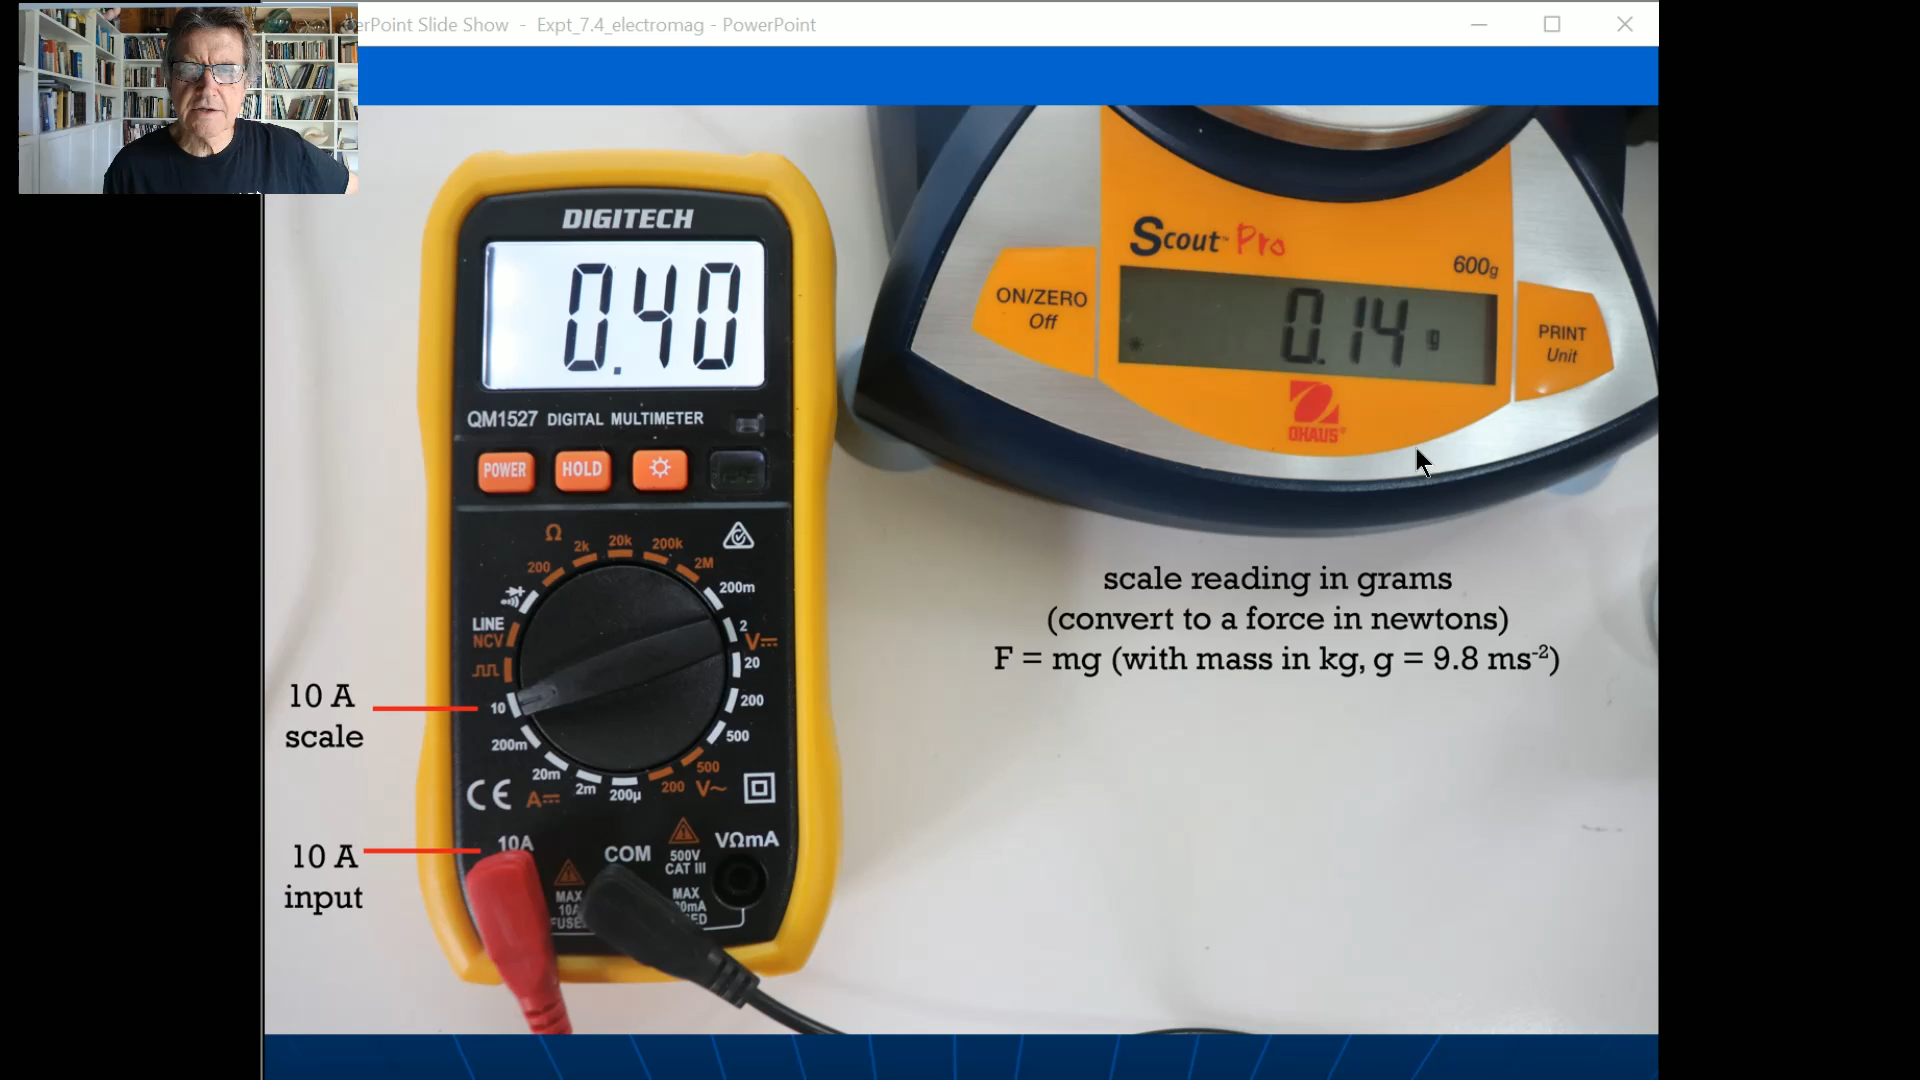 erPoint Slide Show - Expt_7.4_electromag - PowerPoint
DIGITECH
0.40
QM1527 DIGITAL MULTIMETER
POWER
HOLD
Ω
200
2k
20k
200k
2M
200m
2
V
20
200
500
LINE
NCV
10
200m
20m
2m
200µ
200
500
V~
A
CE
10A
COM
VΩmA
500V
CAT III
MAX
10A
FUSE
MAX
0mA
ED
Scout™ Pro
600g
ON/ZERO
Off
0.14 g
PRINT
Unit
OHAUS®
scale reading in grams
(convert to a force in newtons)
F = mg (with mass in kg, g = 9.8 ms⁻²)
10 A
scale
10 A
input